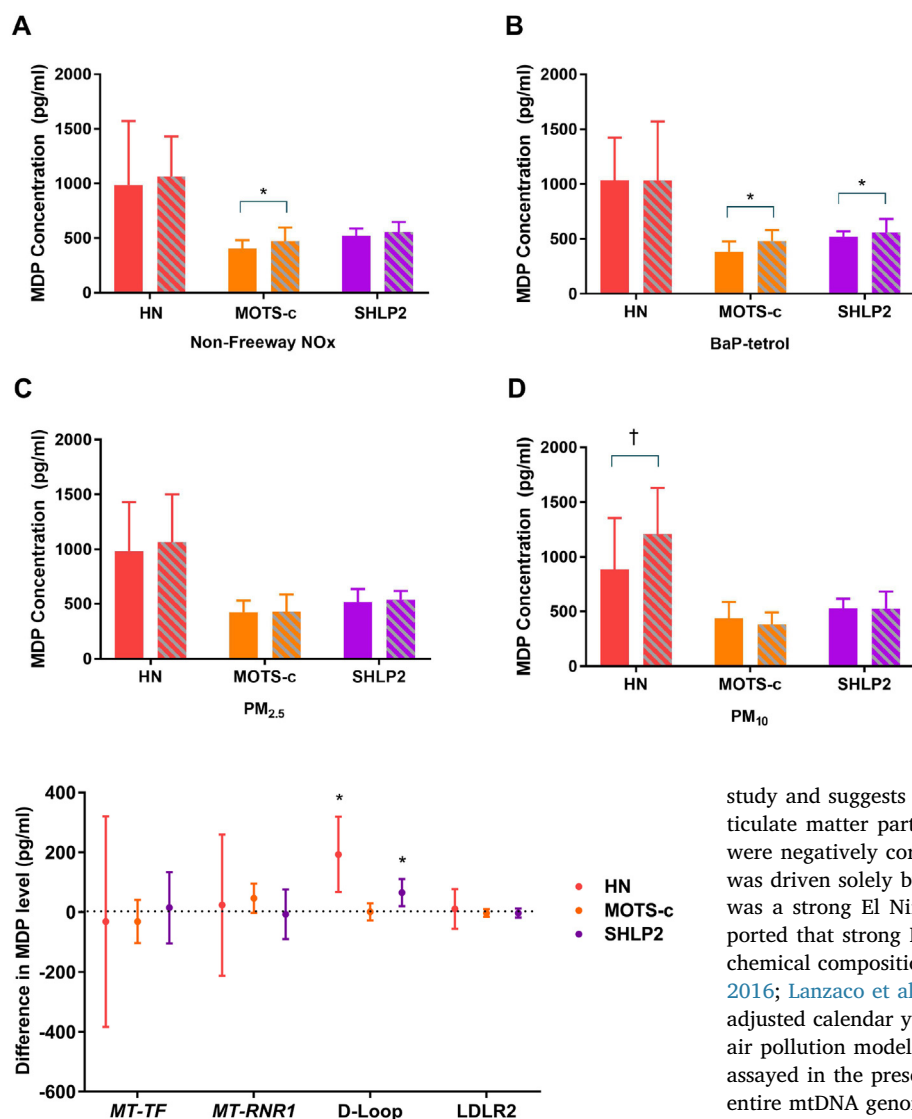 A
MDP Concentration (pg/ml)
2000
1500
1000
500
0
*
HN
MOTS-c
SHLP2
Non-Freeway NOx
B
MDP Concentration (pg/ml)
2000
1500
1000
500
0
*
*
HN
MOTS-c
SHLP2
BaP-tetrol
C
MDP Concentration (pg/ml)
2000
1500
1000
500
0
HN
MOTS-c
SHLP2
PM2.5
D
MDP Concentration (pg/ml)
2000
1500
1000
500
0
†
HN
MOTS-c
SHLP2
PM10
Difference in MDP level (pg/ml)
400
200
0
-200
-400
-600
*
*
MT-TF
MT-RNR1
D-Loop
LDLR2
HN
MOTS-c
SHLP2
study and suggests
ticulate matter part
were negatively cor
was driven solely b
was a strong El Niñ
ported that strong
chemical compositio
2016; Lanzaco et al
adjusted calendar y
air pollution model
assayed in the prese
entire mtDNA genor